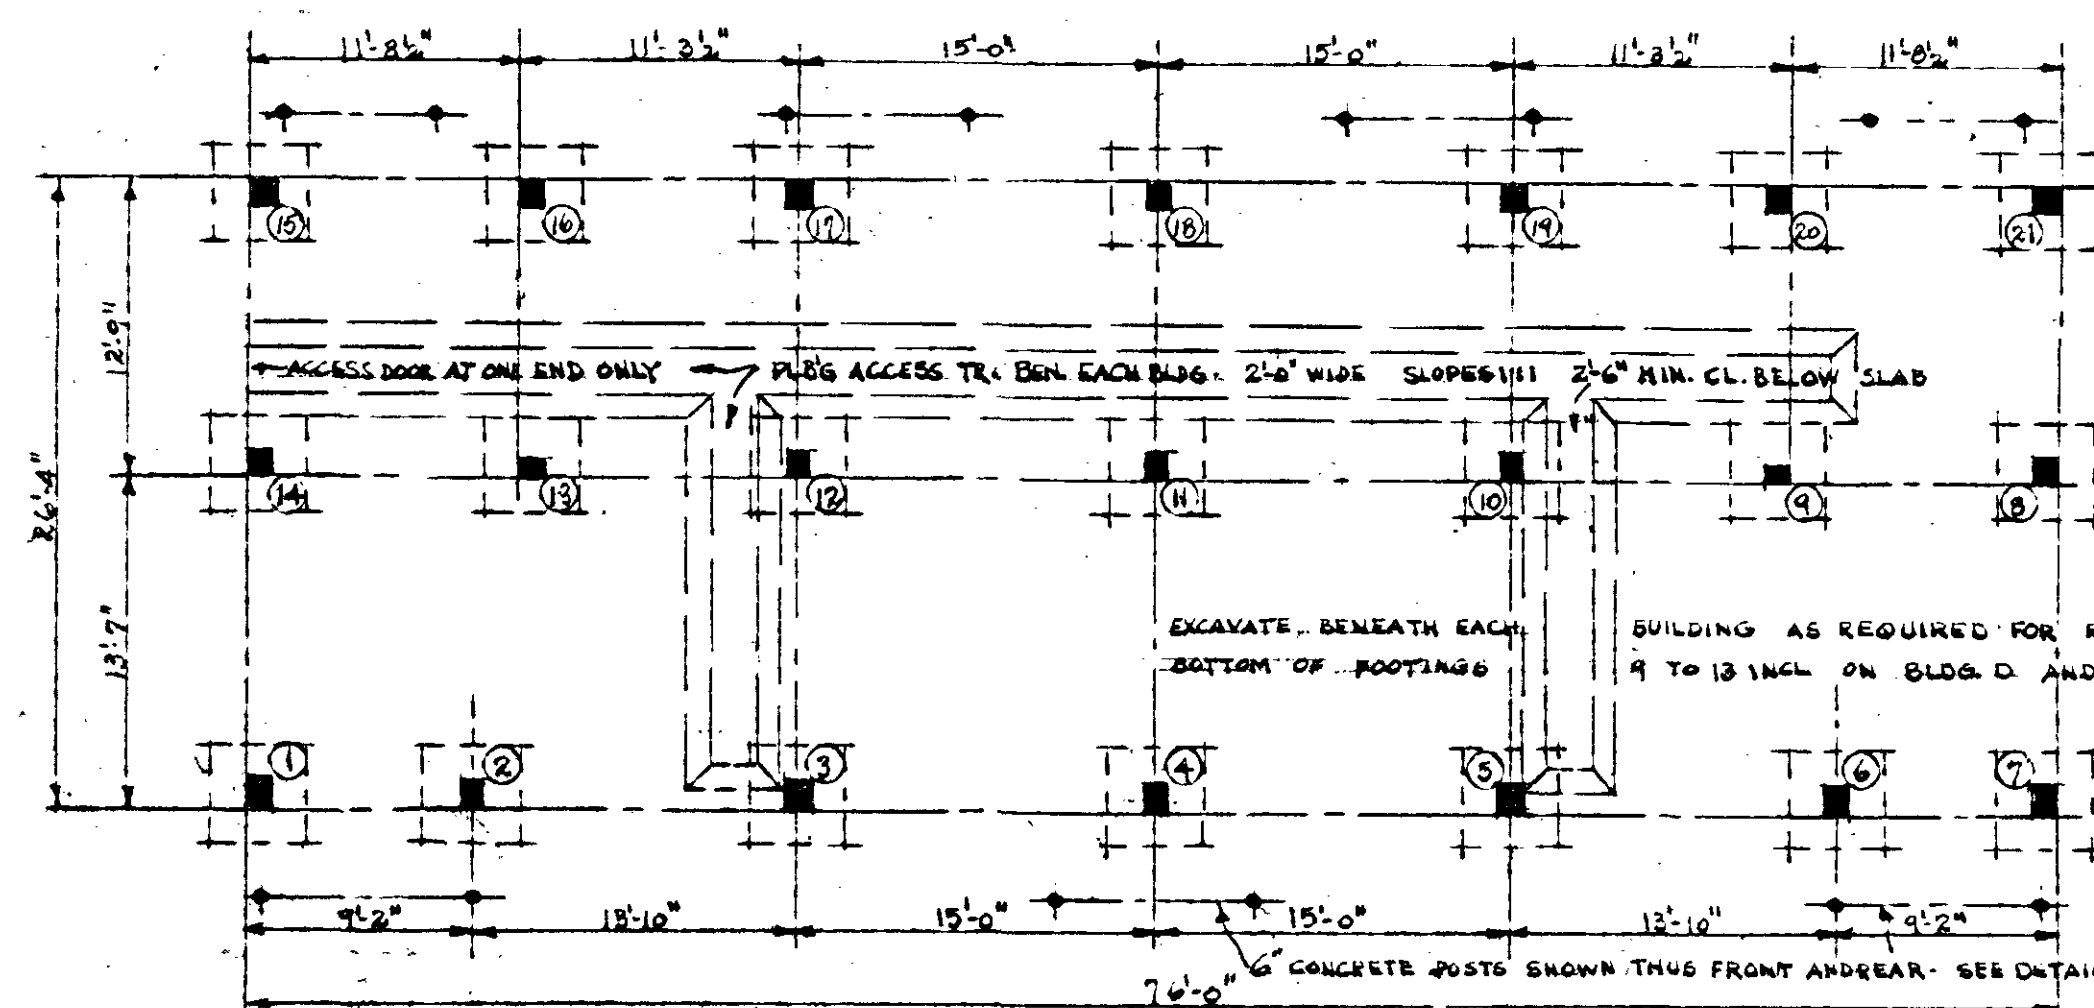 11'-8½" 11'-3½" 15'-0" 15'-0" 11'-3½" 11'-8½"
15 16 17 18 19 20 21
12'-9"
←ACCESS DOOR AT ONE END ONLY PLB'G ACCESS TR. BEN. EACH BLDG. 2'-0" WIDE SLOPES 1:1 2'-6" MIN. CL. BELOW SLAB
26'-4"
14 13 12 11 10 9 8
13'-7"
EXCAVATE BENEATH EACH BUILDING AS REQUIRED FOR
BOTTOM OF FOOTINGS 9 TO 13 INCL ON BLDG. D AND
1 2 3 4 5 6 7
9'-2" 13'-10" 15'-0" 15'-0" 13'-10" 9'-2"
6" CONCRETE POSTS SHOWN THUS FRONT AND REAR - SEE DETAI
76'-0"